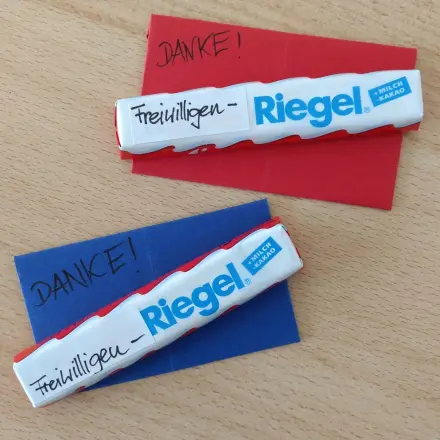 DANKE!
Freiwilligen-Riegel®
+MILCH
-KAKAO
DANKE!
Freiwilligen-Riegel®
+MILCH
-KAKAO